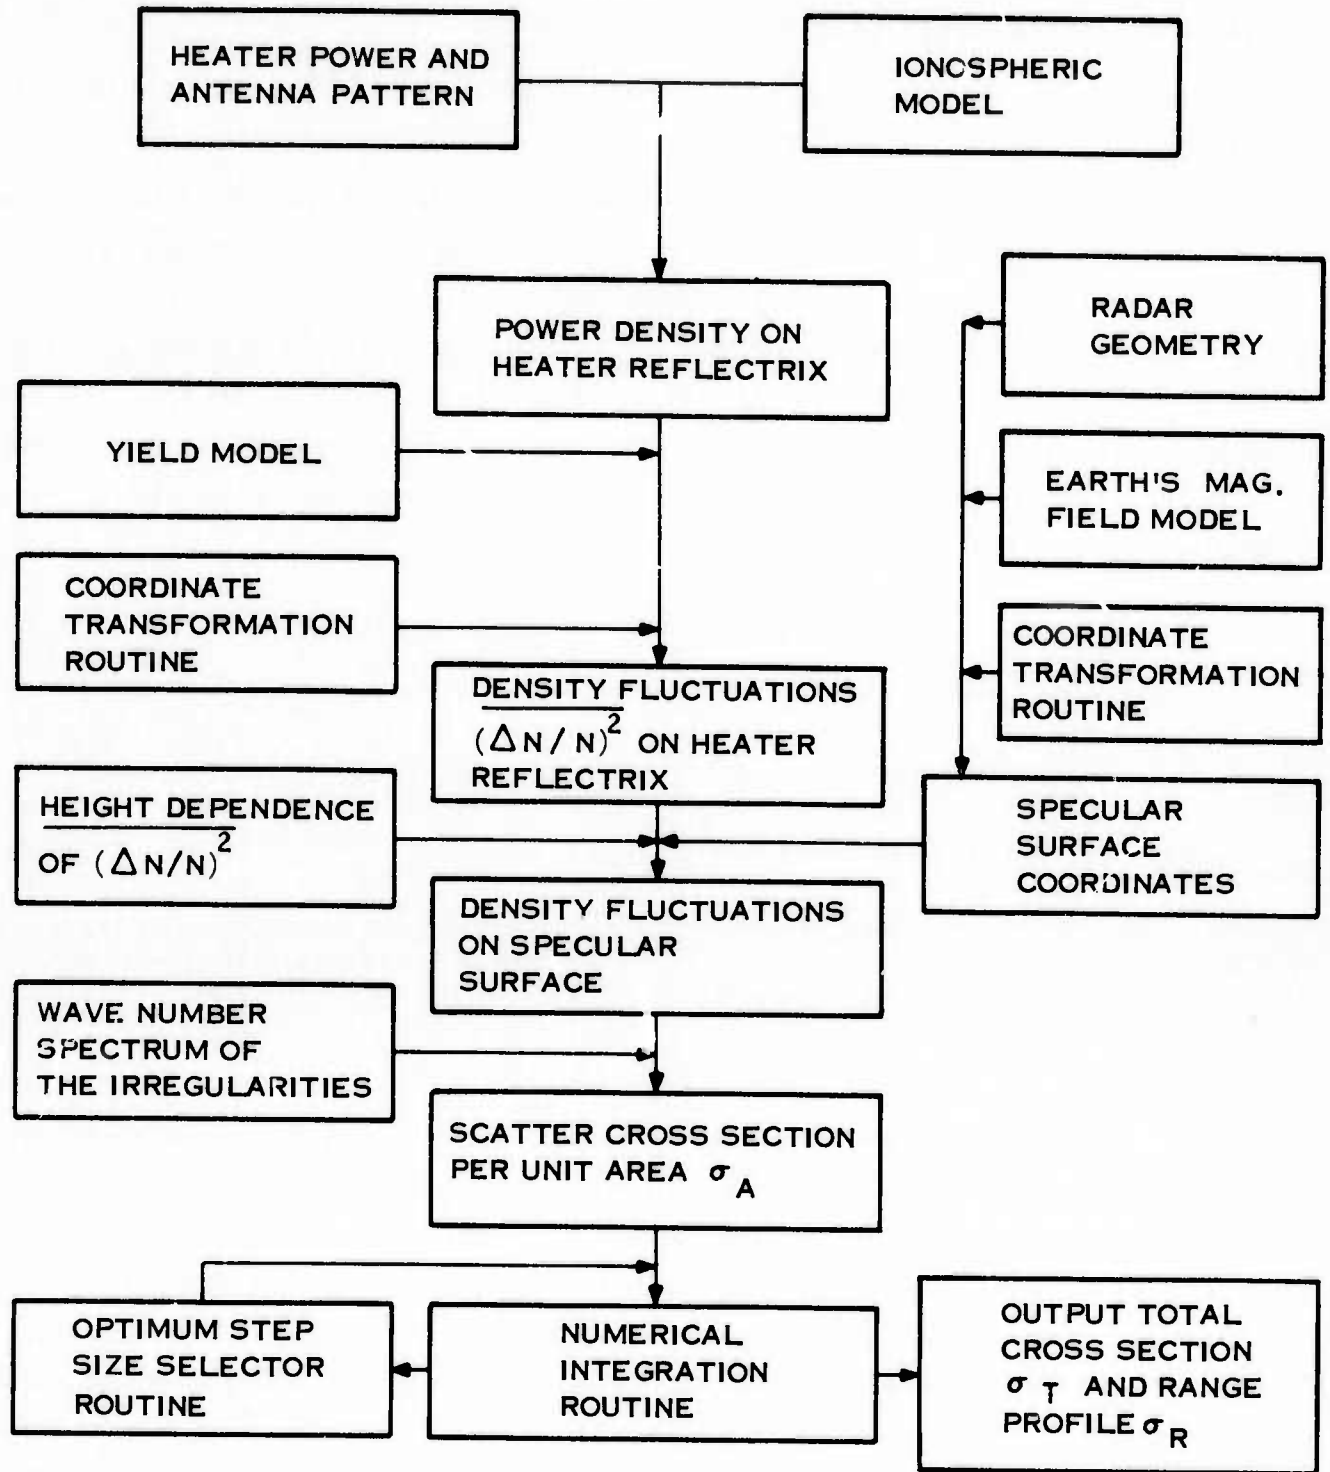 HEATER POWER AND
ANTENNA PATTERN
IONOSPHERIC
MODEL
POWER DENSITY ON
HEATER REFLECTRIX
RADAR
GEOMETRY
YIELD MODEL
EARTH'S MAG.
FIELD MODEL
COORDINATE
TRANSFORMATION
ROUTINE
COORDINATE
TRANSFORMATION
ROUTINE
DENSITY FLUCTUATIONS
(ΔN/N)² ON HEATER
REFLECTRIX
HEIGHT DEPENDENCE
OF (ΔN/N)²
SPECULAR
SURFACE
COORDINATES
DENSITY FLUCTUATIONS
ON SPECULAR
SURFACE
WAVE NUMBER
SPECTRUM OF
THE IRREGULARITIES
SCATTER CROSS SECTION
PER UNIT AREA σ A
OPTIMUM STEP
SIZE SELECTOR
ROUTINE
NUMERICAL
INTEGRATION
ROUTINE
OUTPUT TOTAL
CROSS SECTION
σ T AND RANGE
PROFILE σ R